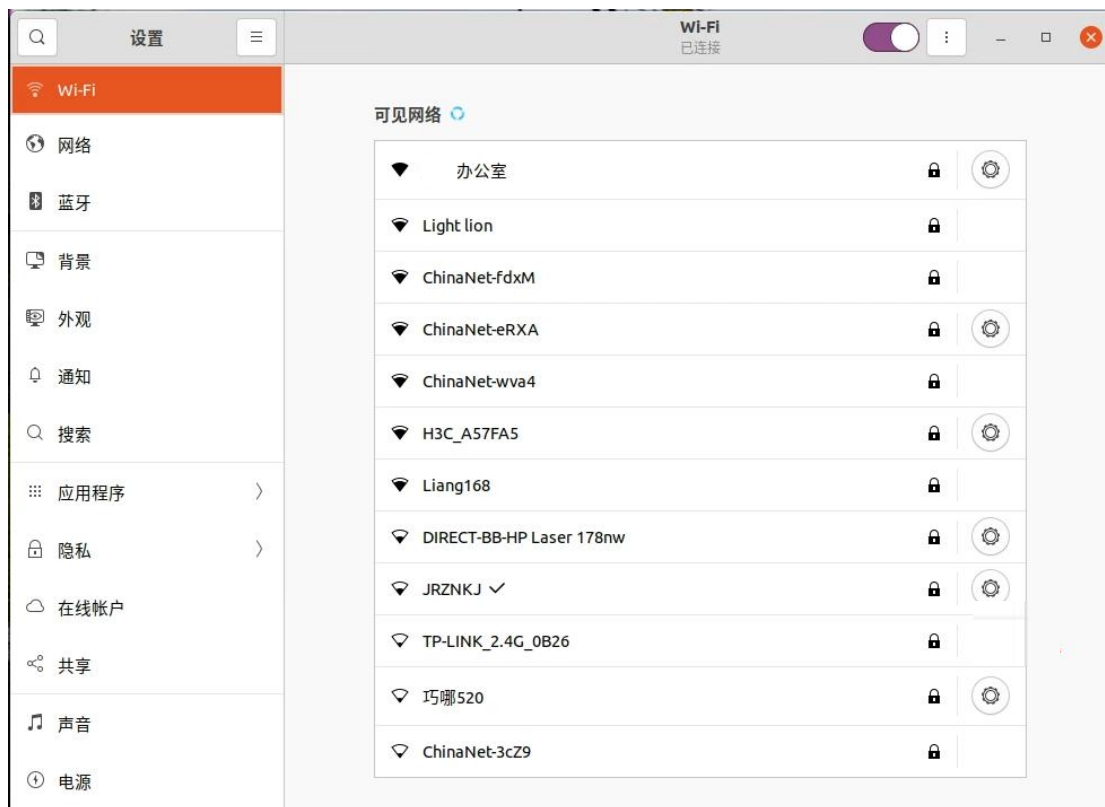 设置
Wi-Fi
已连接
Wi-Fi
网络
蓝牙
背景
外观
通知
搜索
应用程序
隐私
在线帐户
共享
声音
电源
可见网络
办公室
Light lion
ChinaNet-fdxM
ChinaNet-eRXA
ChinaNet-wva4
H3C_A57FA5
Liang168
DIRECT-BB-HP Laser 178nw
JRZNKJ
TP-LINK_2.4G_0B26
巧哪520
ChinaNet-3cZ9